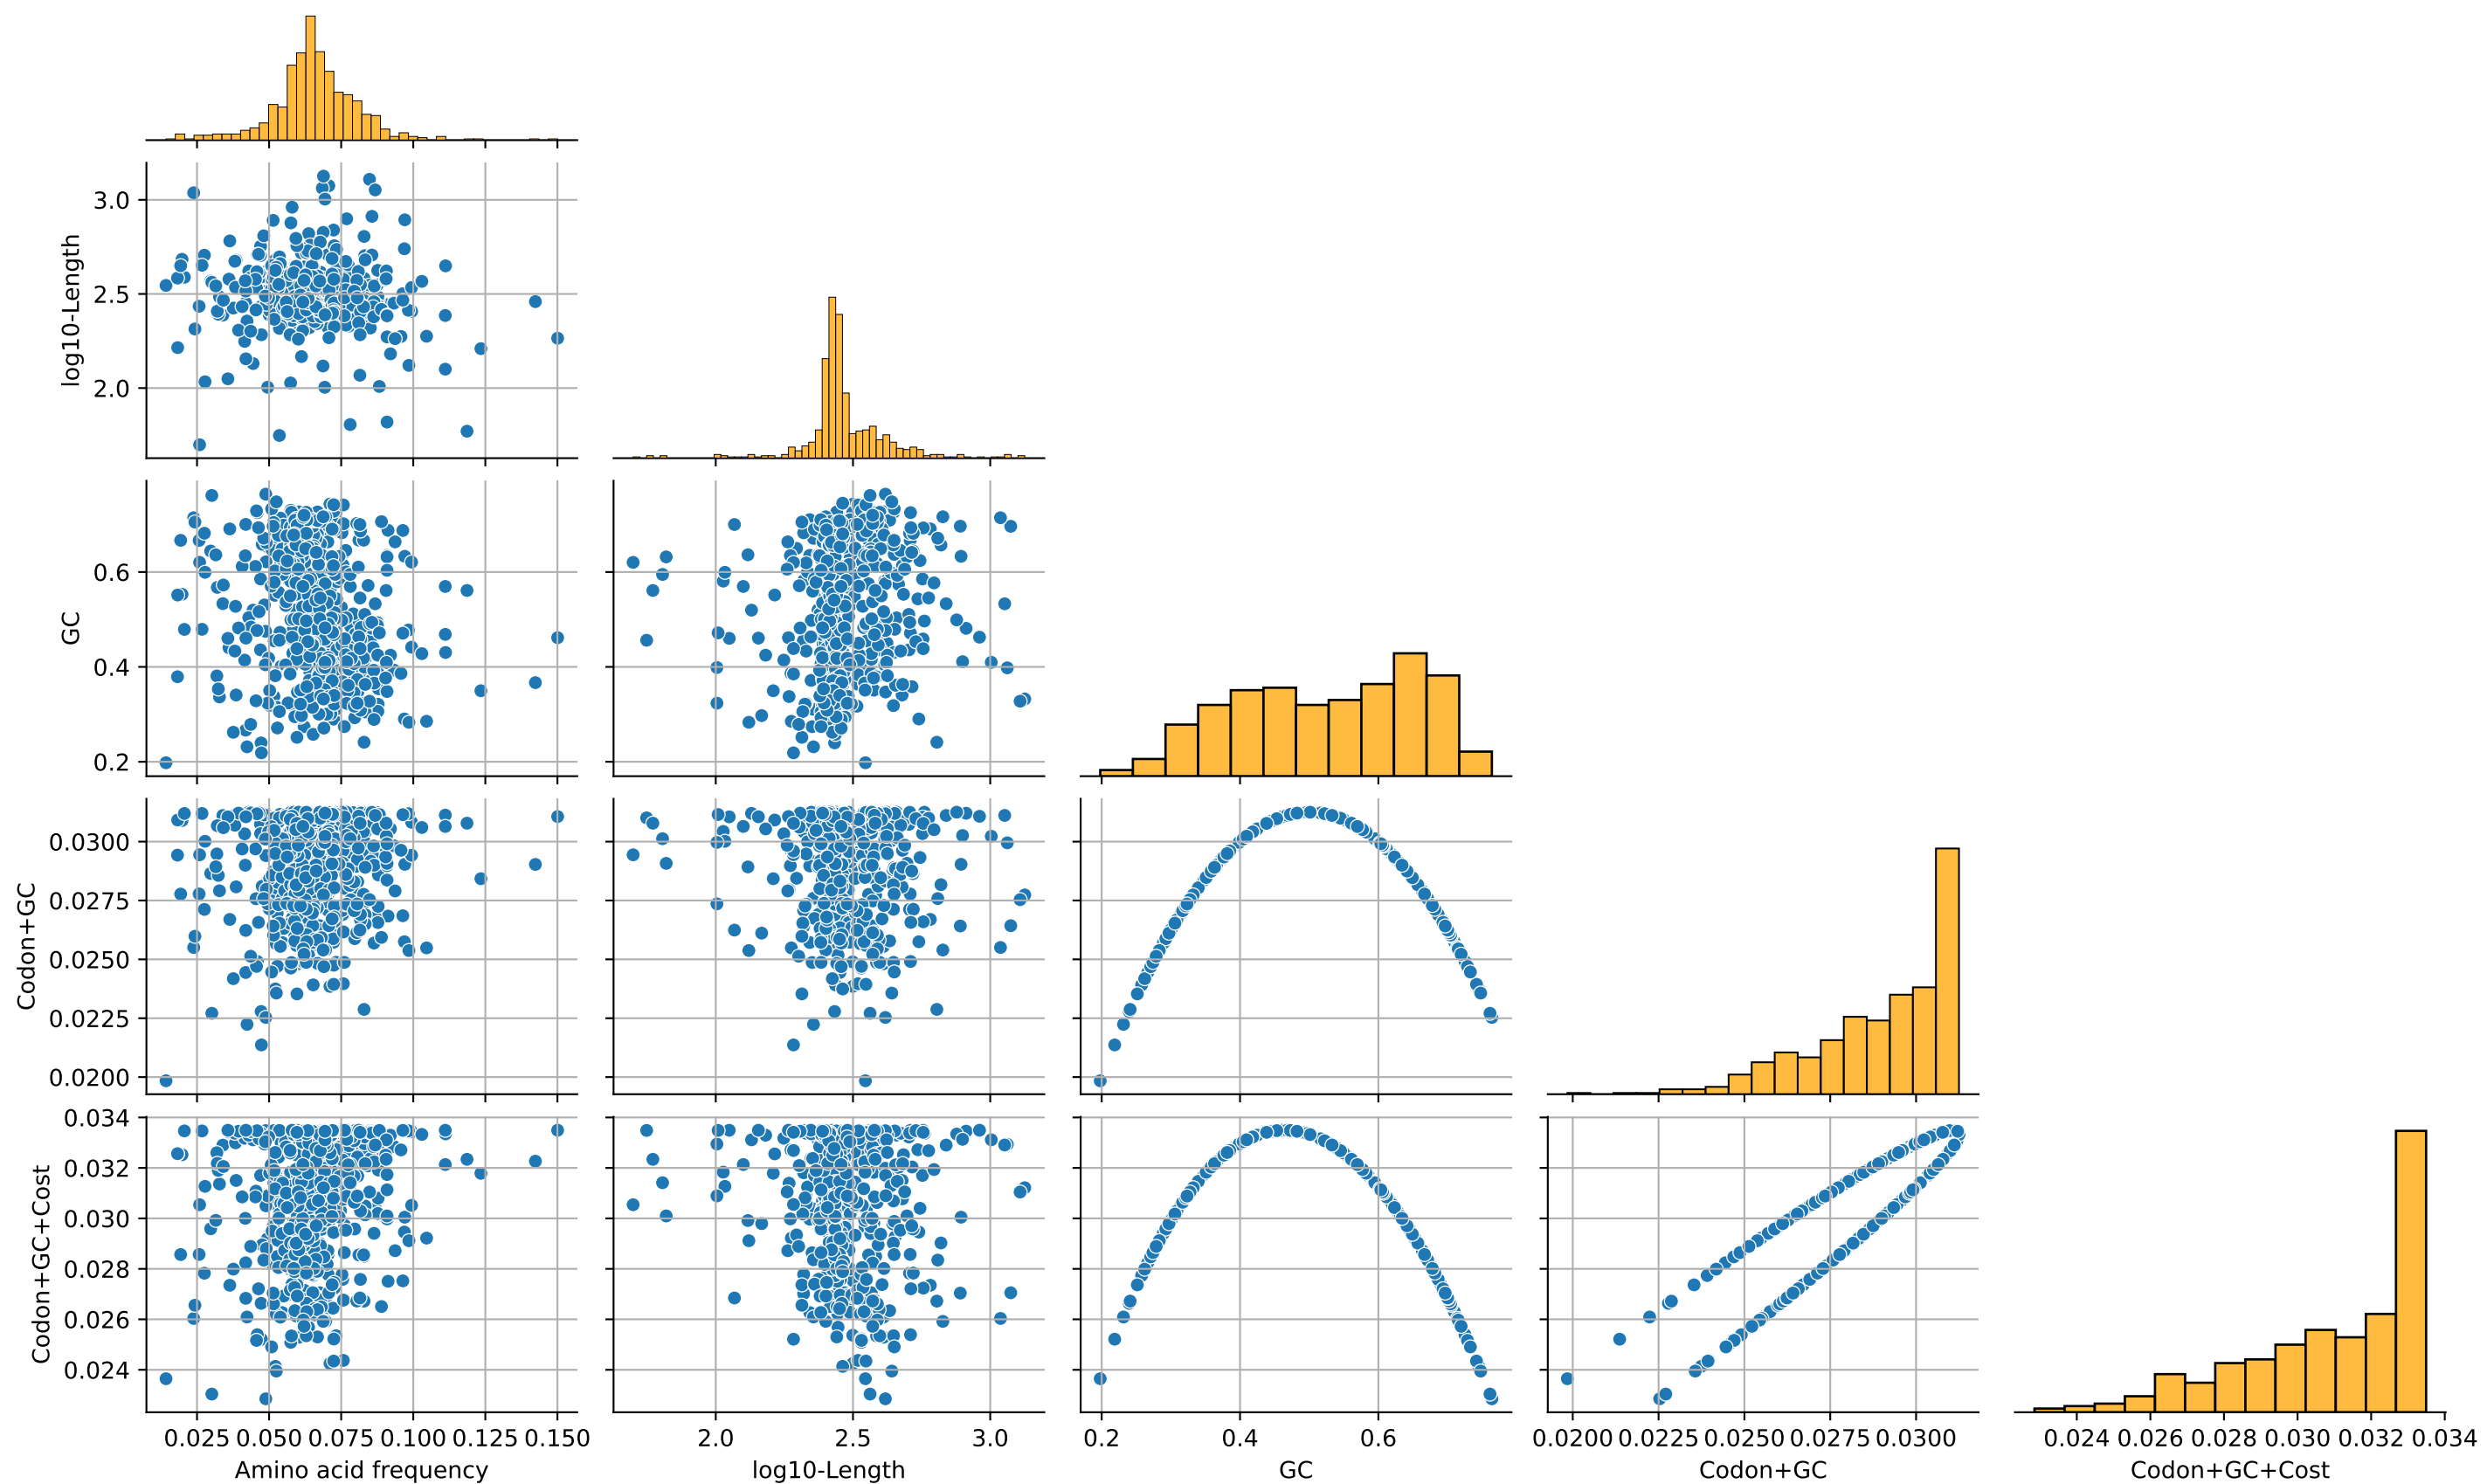 3.0
2.5
2.0
log10-Length
0.6
0.4
0.2
GC
0.0300
0.0275
0.0250
0.0225
0.0200
Codon+GC
0.034
0.032
0.030
0.028
0.026
0.024
Codon+GC+Cost
0.025 0.050 0.075 0.100 0.125 0.150
Amino acid frequency
2.0 2.5 3.0
log10-Length
0.2 0.4 0.6
GC
0.0200 0.0225 0.0250 0.0275 0.0300
Codon+GC
0.024 0.026 0.028 0.030 0.032 0.034
Codon+GC+Cost